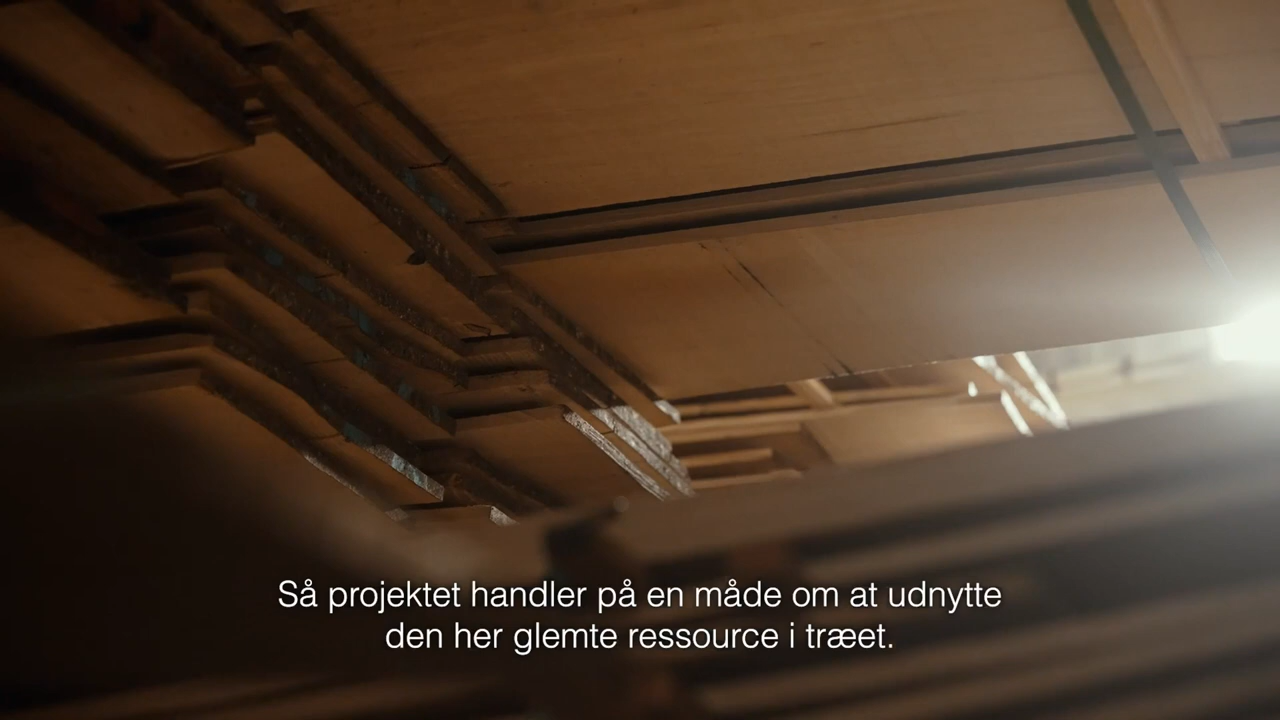 Så projektet handler på en måde om at udnytte
den her glemte ressource i træet.